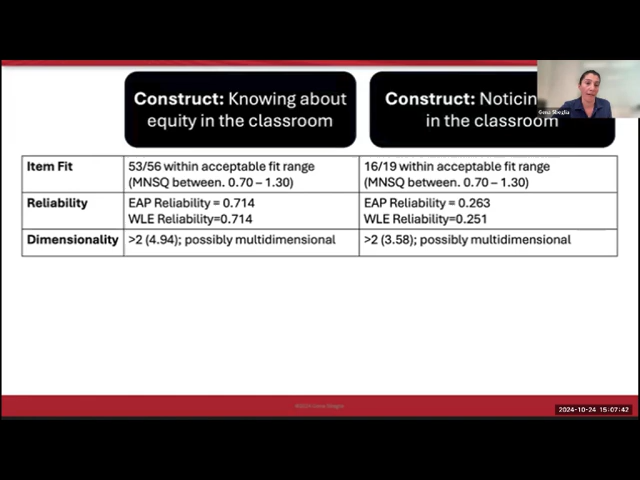 Construct: Knowing about
equity in the classroom
Construct:
in the classroom
Gena Sbeglia
Item Fit
53/56 within acceptable fit range
(MNSQ between. 0.70 – 1.30)
16/19 within acceptable fit range
(MNSQ between. 0.70 – 1.30)
Reliability
EAP Reliability = 0.714
WLE Reliability=0.714
EAP Reliability = 0.263
WLE Reliability=0.251
Dimensionality
>2 (4.94); possibly multidimensional
>2 (3.58); possibly multidimensional
2024-10-24 15:07:42